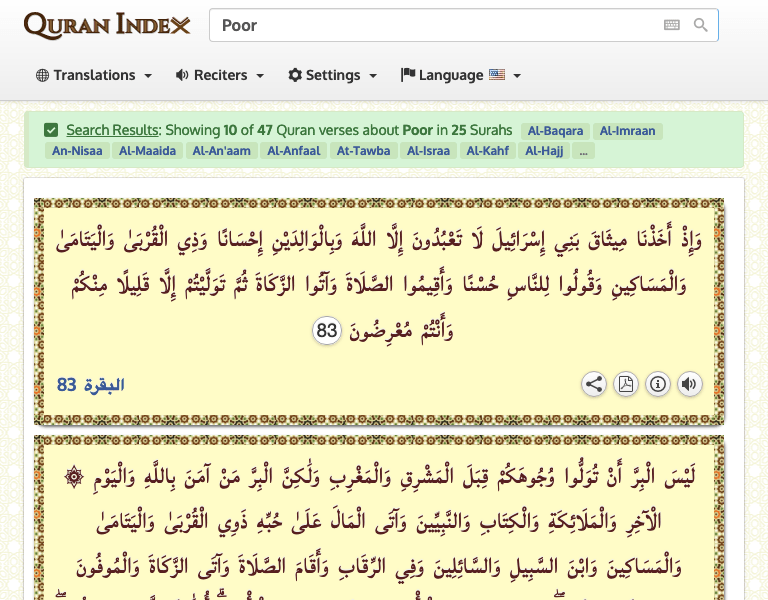 QURAN INDEX
Poor
Translations
Reciters
Settings
Language
Search Results: Showing 10 of 47 Quran verses about Poor in 25 Surahs Al-Baqara Al-Imraan
An-Nisaa Al-Maaida Al-An'aam Al-Anfaal At-Tawba Al-Israa Al-Kahf Al-Hajj ...
وَإِذْ أَخَذْنَا مِيثَاقَ بَنِي إِسْرَائِيلَ لَا تَعْبُدُونَ إِلَّا اللَّهَ وَبِالْوَالِدَيْنِ إِحْسَانًا وَذِي الْقُرْبَىٰ وَالْيَتَامَىٰ
وَالْمَسَاكِينِ وَقُولُوا لِلنَّاسِ حُسْنًا وَأَقِيمُوا الصَّلَاةَ وَآتُوا الزَّكَاةَ ثُمَّ تَوَلَّيْتُمْ إِلَّا قَلِيلًا مِنْكُمْ
وَأَنْتُمْ مُعْرِضُونَ 83
البقرة 83
لَيْسَ الْبِرَّ أَنْ تُوَلُّوا وُجُوهَكُمْ قِبَلَ الْمَشْرِقِ وَالْمَغْرِبِ وَلَٰكِنَّ الْبِرَّ مَنْ آمَنَ بِاللَّهِ وَالْيَوْمِ ۞
الْآخِرِ وَالْمَلَائِكَةِ وَالْكِتَابِ وَالنَّبِيِّينَ وَآتَى الْمَالَ عَلَىٰ حُبِّهِ ذَوِي الْقُرْبَىٰ وَالْيَتَامَىٰ
وَالْمَسَاكِينَ وَابْنَ السَّبِيلِ وَالسَّائِلِينَ وَفِي الرِّقَابِ وَأَقَامَ الصَّلَاةَ وَآتَى الزَّكَاةَ وَالْمُوفُونَ